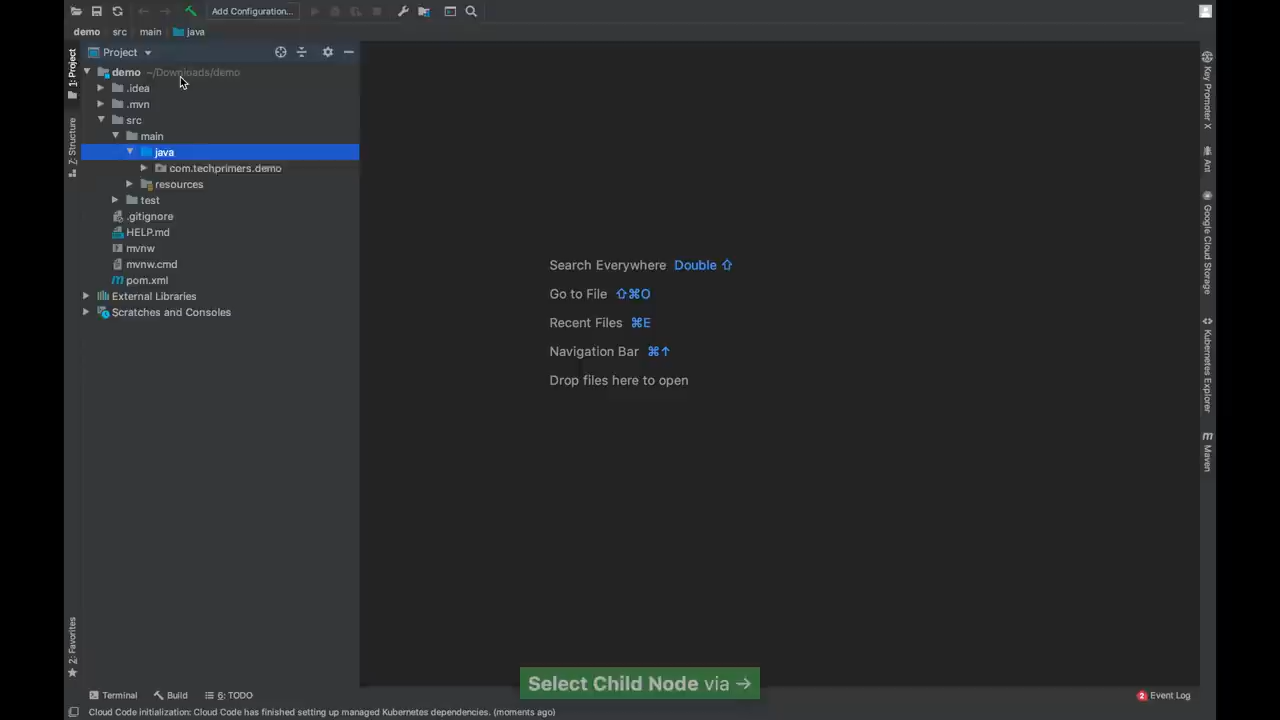 Add Configuration...
demo src main java
Project
demo ~/Downloads/demo
.idea
.mvn
src
main
java
com.techprimers.demo
resources
test
.gitignore
HELP.md
mvnw
mvnw.cmd
pom.xml
External Libraries
Scratches and Consoles
1: Project
Z: Structure
2: Favorites
Search Everywhere Double ⇧
Go to File ⇧⌘O
Recent Files ⌘E
Navigation Bar ⌘↑
Drop files here to open
Key Promoter X
Ant
Google Cloud Storage
Kubernetes Explorer
Maven
Select Child Node via →
Terminal Build 6: TODO
2 Event Log
Cloud Code initialization: Cloud Code has finished setting up managed Kubernetes dependencies. (moments ago)